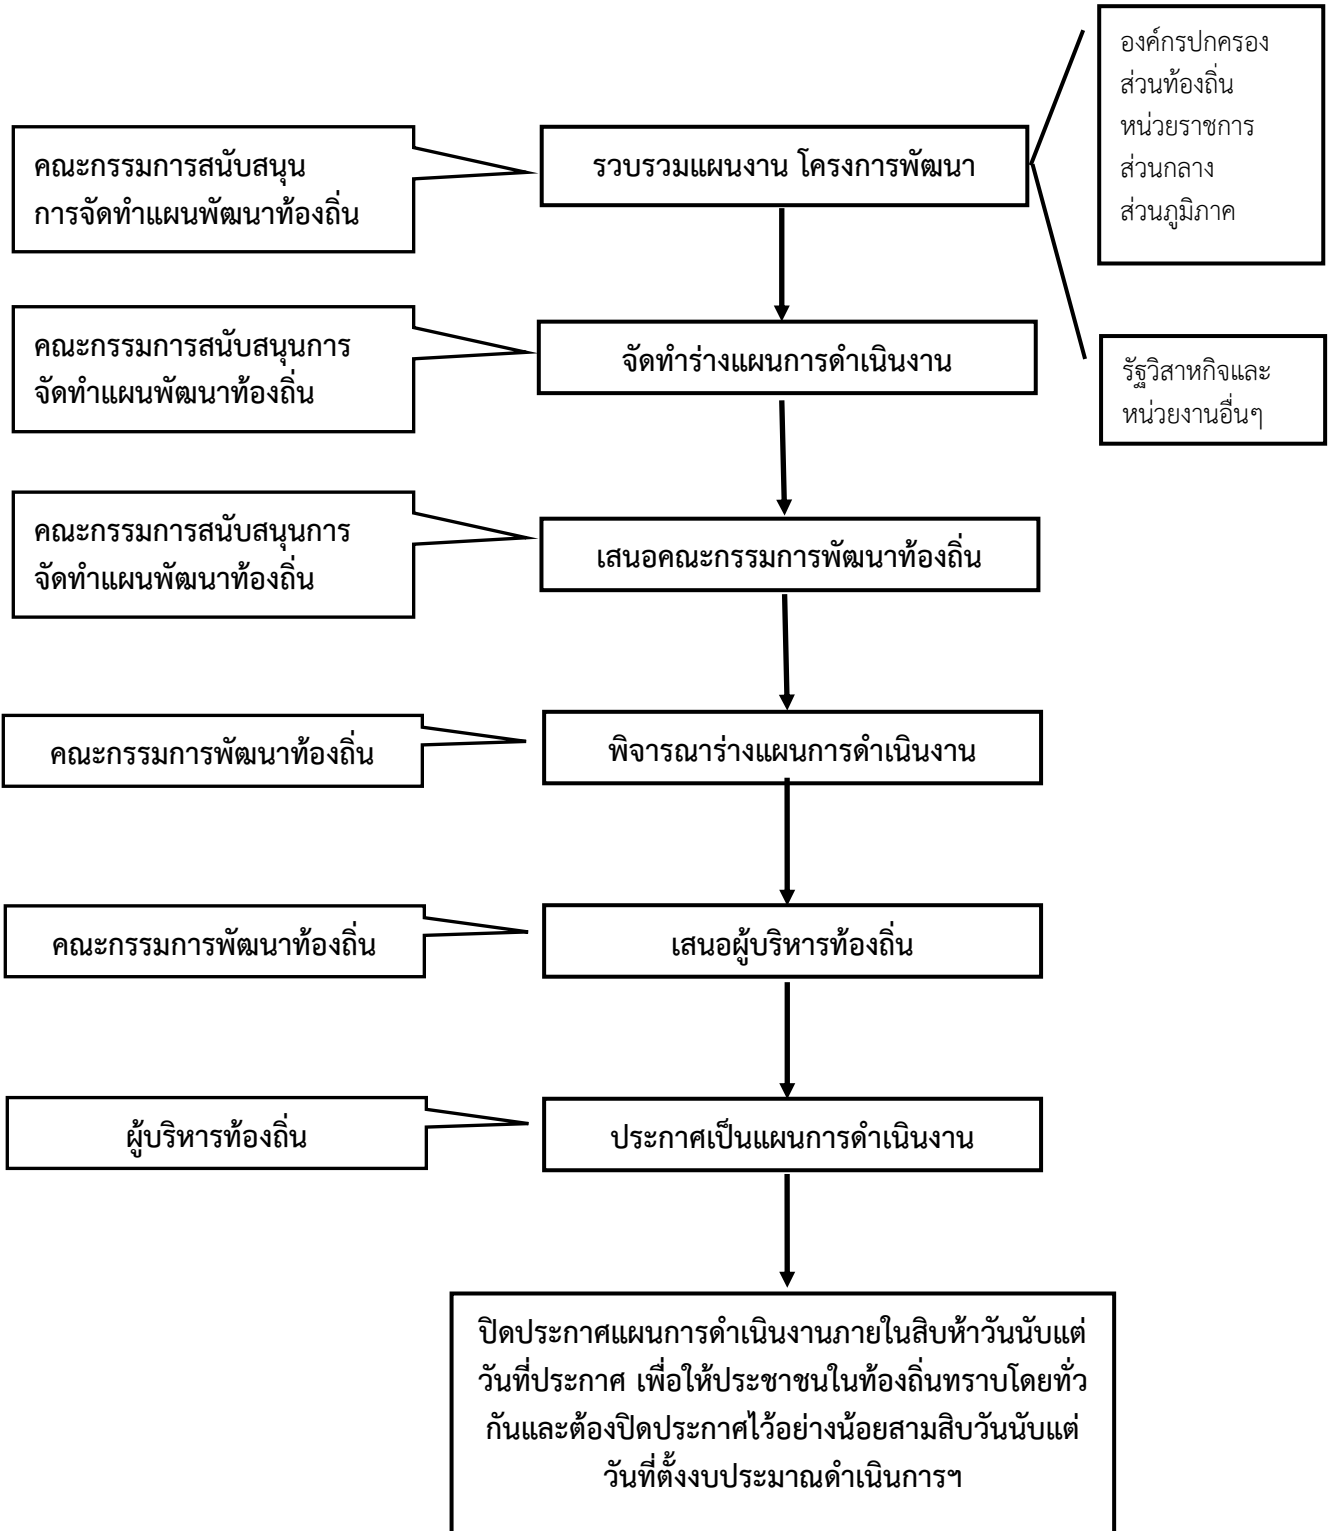 องค์กรปกครอง
ส่วนท้องถิ่น
หน่วยราชการ
ส่วนกลาง
ส่วนภูมิภาค
คณะกรรมการสนับสนุน
การจัดทำแผนพัฒนาท้องถิ่น
รวบรวมแผนงาน โครงการพัฒนา
คณะกรรมการสนับสนุนการ
จัดทำแผนพัฒนาท้องถิ่น
จัดทำร่างแผนการดำเนินงาน
รัฐวิสาหกิจและ
หน่วยงานอื่นๆ
คณะกรรมการสนับสนุนการ
จัดทำแผนพัฒนาท้องถิ่น
เสนอคณะกรรมการพัฒนาท้องถิ่น
คณะกรรมการพัฒนาท้องถิ่น
พิจารณาร่างแผนการดำเนินงาน
คณะกรรมการพัฒนาท้องถิ่น
เสนอผู้บริหารท้องถิ่น
ผู้บริหารท้องถิ่น
ประกาศเป็นแผนการดำเนินงาน
ปิดประกาศแผนการดำเนินงานภายในสิบห้าวันนับแต่
วันที่ประกาศ เพื่อให้ประชาชนในท้องถิ่นทราบโดยทั่ว
กันและต้องปิดประกาศไว้อย่างน้อยสามสิบวันนับแต่
วันที่ตั้งงบประมาณดำเนินการฯ